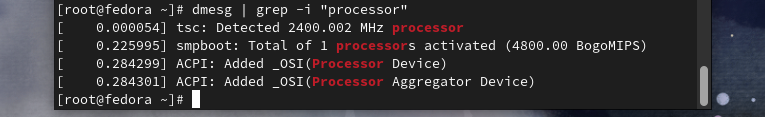 [root@fedora ~]# dmesg | grep -i "processor"
[    0.000054] tsc: Detected 2400.002 MHz processor
[    0.225995] smpboot: Total of 1 processors activated (4800.00 BogoMIPS)
[    0.284299] ACPI: Added _OSI(Processor Device)
[    0.284301] ACPI: Added _OSI(Processor Aggregator Device)
[root@fedora ~]#